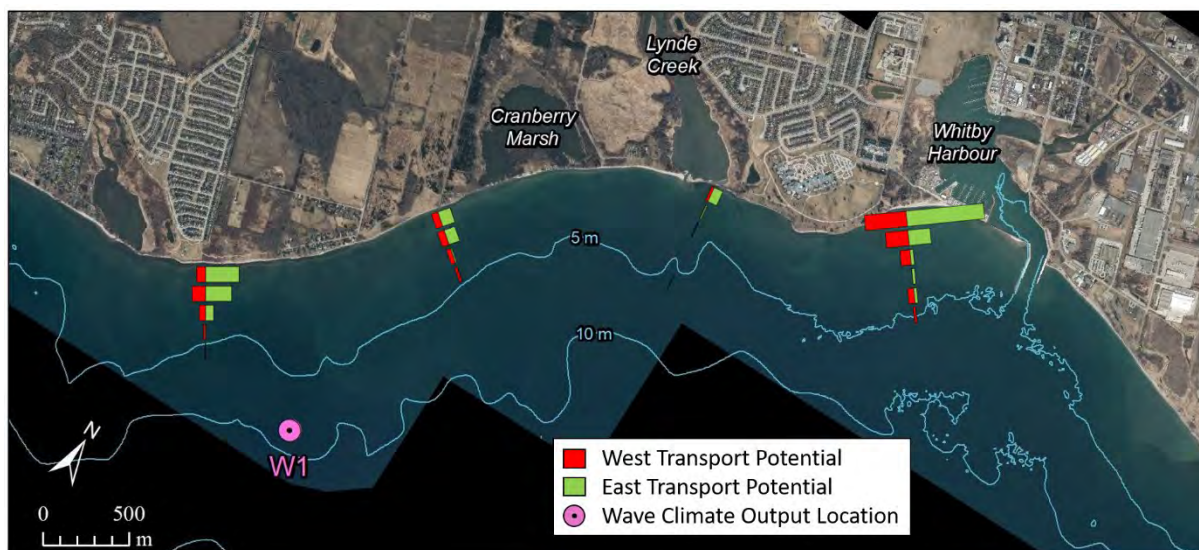 Lynde
Creek
Cranberry
Marsh
Whitby
Harbour
5 m
10 m
W1
N
0 500
m
West Transport Potential
East Transport Potential
Wave Climate Output Location